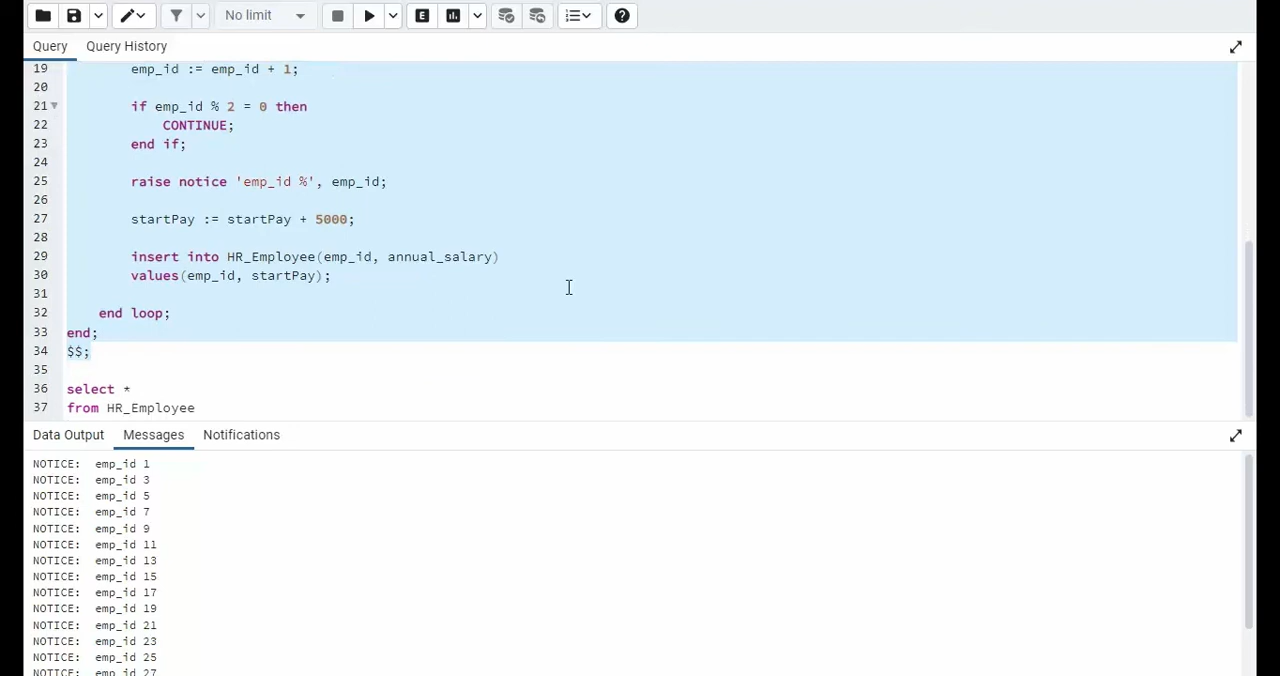 No limit
E
Query Query History
19 emp_id := emp_id + 1;
20
21 if emp_id % 2 = 0 then
22 CONTINUE;
23 end if;
24
25 raise notice 'emp_id %', emp_id;
26
27 startPay := startPay + 5000;
28
29 insert into HR_Employee(emp_id, annual_salary)
30 values(emp_id, startPay);
31
32 end loop;
33 end;
34 $$;
35
36 select *
37 from HR_Employee
Data Output Messages Notifications
NOTICE: emp_id 1
NOTICE: emp_id 3
NOTICE: emp_id 5
NOTICE: emp_id 7
NOTICE: emp_id 9
NOTICE: emp_id 11
NOTICE: emp_id 13
NOTICE: emp_id 15
NOTICE: emp_id 17
NOTICE: emp_id 19
NOTICE: emp_id 21
NOTICE: emp_id 23
NOTICE: emp_id 25
NOTICE: emp_id 27